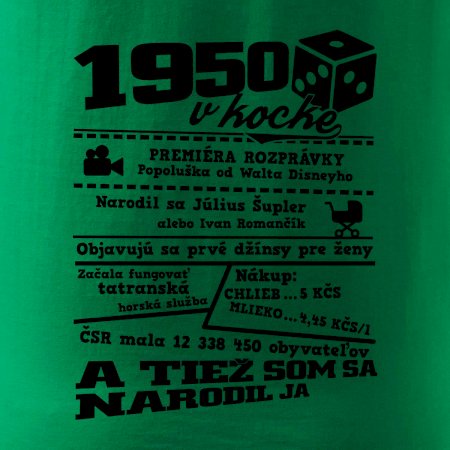 1950
v kocke
PREMIÉRA ROZPRÁVKY
Popoluška od Walta Disneyho
Narodil sa Július Šupler
alebo Ivan Romančík
Objavujú sa prvé džínsy pre ženy
Začala fungovať
tatranská
horská služba
Nákup:
CHLIEB...5 KČS
MLIEKO...4,45 KČS/l
ČSR mala 12 338 450 obyvateľov
A TIEŽ SOM SA
NARODIL JA